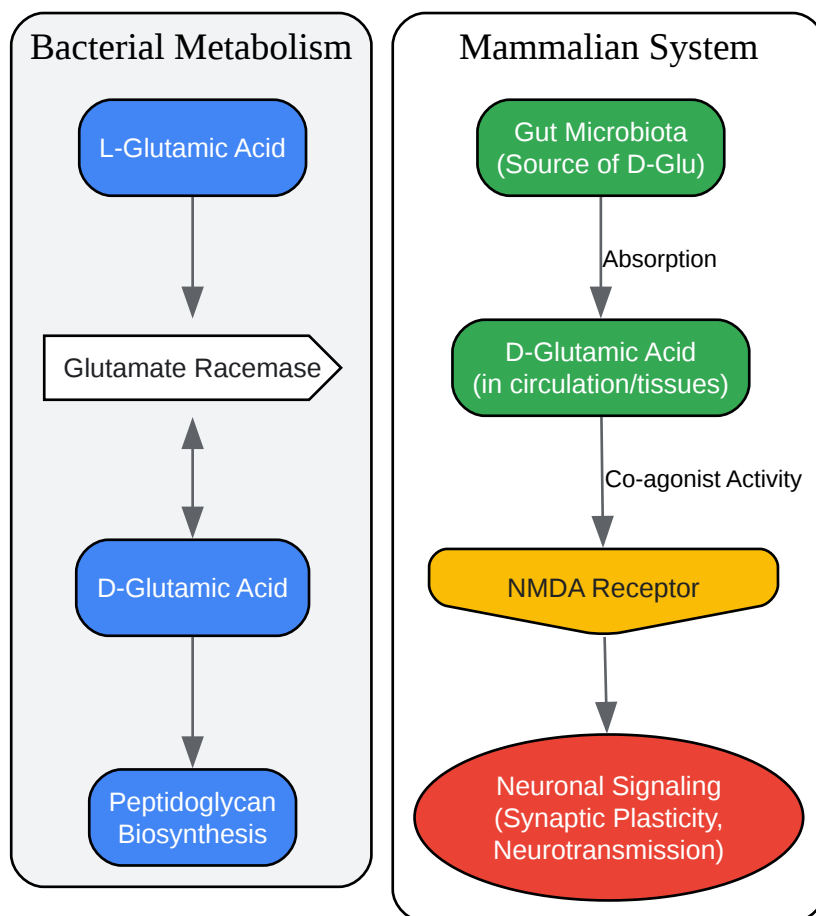 Bacterial Metabolism
L-Glutamic Acid
Glutamate Racemase
D-Glutamic Acid
Peptidoglycan
Biosynthesis
Mammalian System
Gut Microbiota
(Source of D-Glu)
Absorption
D-Glutamic Acid
(in circulation/tissues)
Co-agonist Activity
NMDA Receptor
Neuronal Signaling
(Synaptic Plasticity,
Neurotransmission)